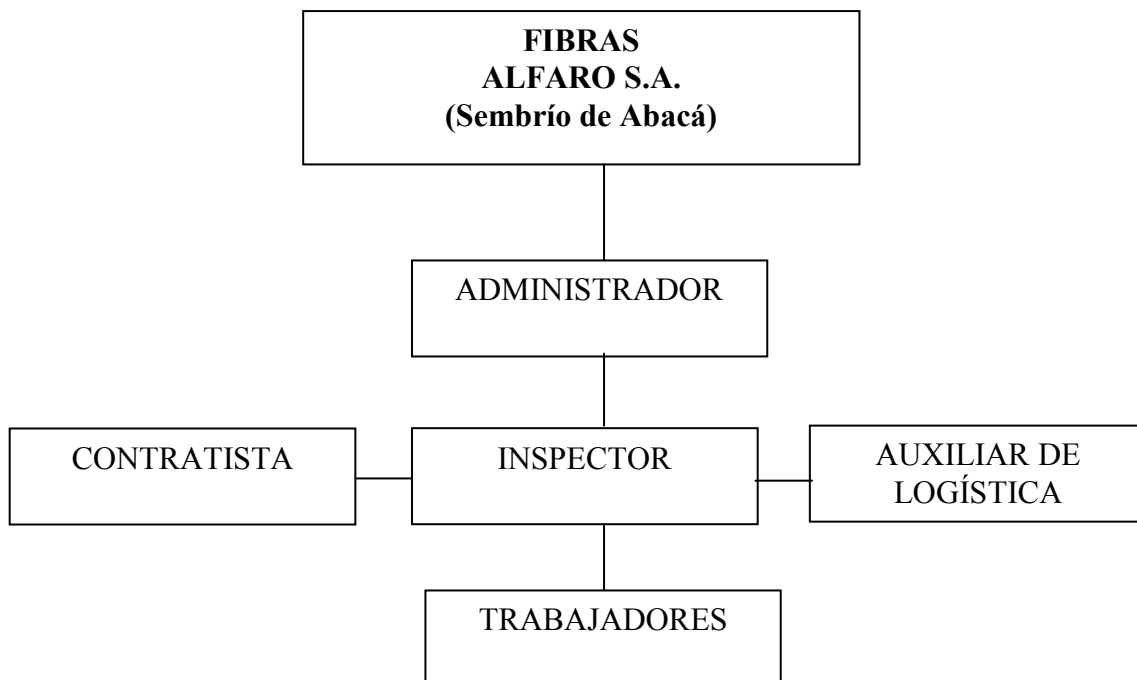 FIBRAS
ALFARO S.A.
(Sembrío de Abacá)
ADMINISTRADOR
CONTRATISTA
INSPECTOR
AUXILIAR DE
LOGÍSTICA
TRABAJADORES